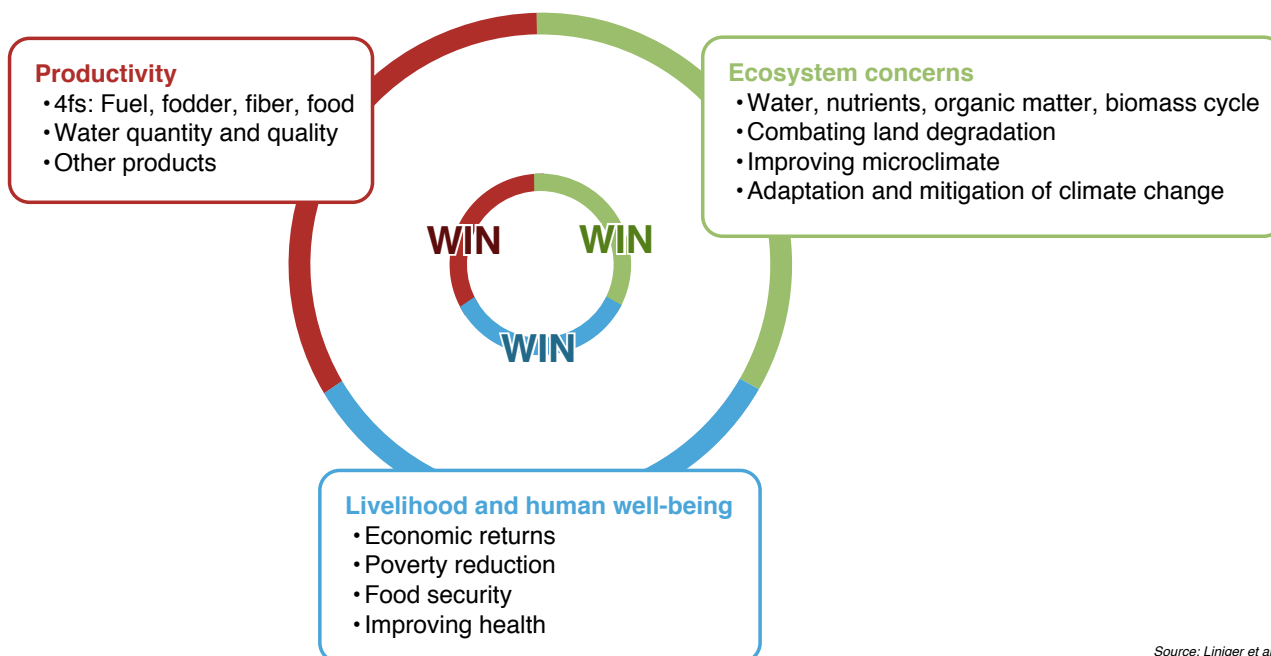 Productivity
• 4fs: Fuel, fodder, fiber, food
• Water quantity and quality
• Other products
Ecosystem concerns
• Water, nutrients, organic matter, biomass cycle
• Combating land degradation
• Improving microclimate
• Adaptation and mitigation of climate change
WIN
WIN
WIN
Livelihood and human well-being
• Economic returns
• Poverty reduction
• Food security
• Improving health
Source: Liniger et al